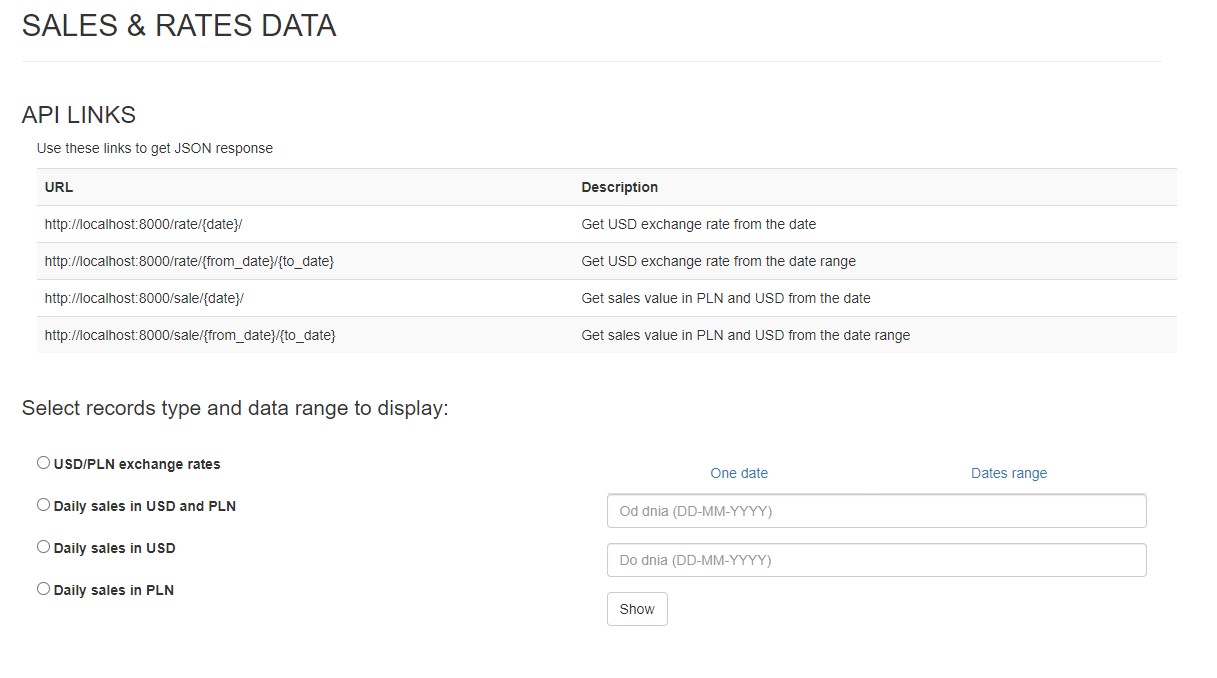 SALES & RATES DATA
API LINKS
Use these links to get JSON response
URL Description
http://localhost:8000/rate/{date}/ Get USD exchange rate from the date
http://localhost:8000/rate/{from_date}/{to_date} Get USD exchange rate from the date range
http://localhost:8000/sale/{date}/ Get sales value in PLN and USD from the date
http://localhost:8000/sale/{from_date}/{to_date} Get sales value in PLN and USD from the date range
Select records type and data range to display:
USD/PLN exchange rates
Daily sales in USD and PLN
Daily sales in USD
Daily sales in PLN
One date Dates range
Od dnia (DD-MM-YYYY)
Do dnia (DD-MM-YYYY)
Show